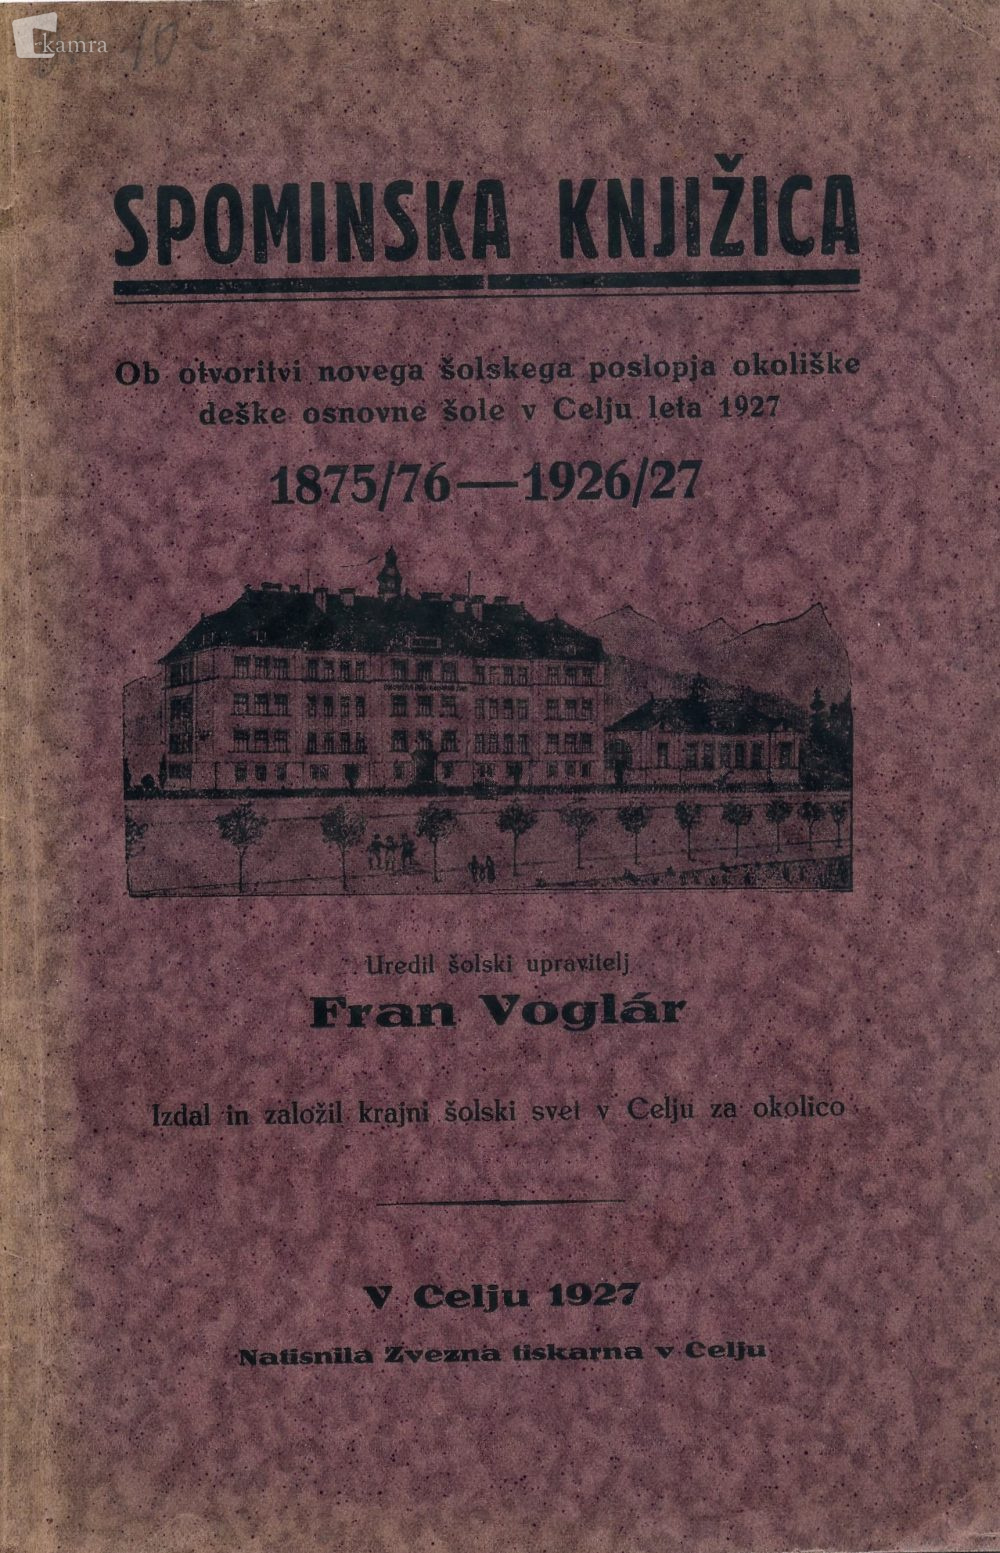 kamra
10
SPOMINSKA KNJIŽICA
Ob otvoritvi novega šolskega poslopja okoliške
deške osnovne šole v Celju leta 1927
1875/76—1926/27
Uredil šolski upravitelj
Fran Voglár
Izdal in založil krajni šolski svet v Celju za okolico
V Celju 1927
Natisnila Zvezna tiskarna v Celju